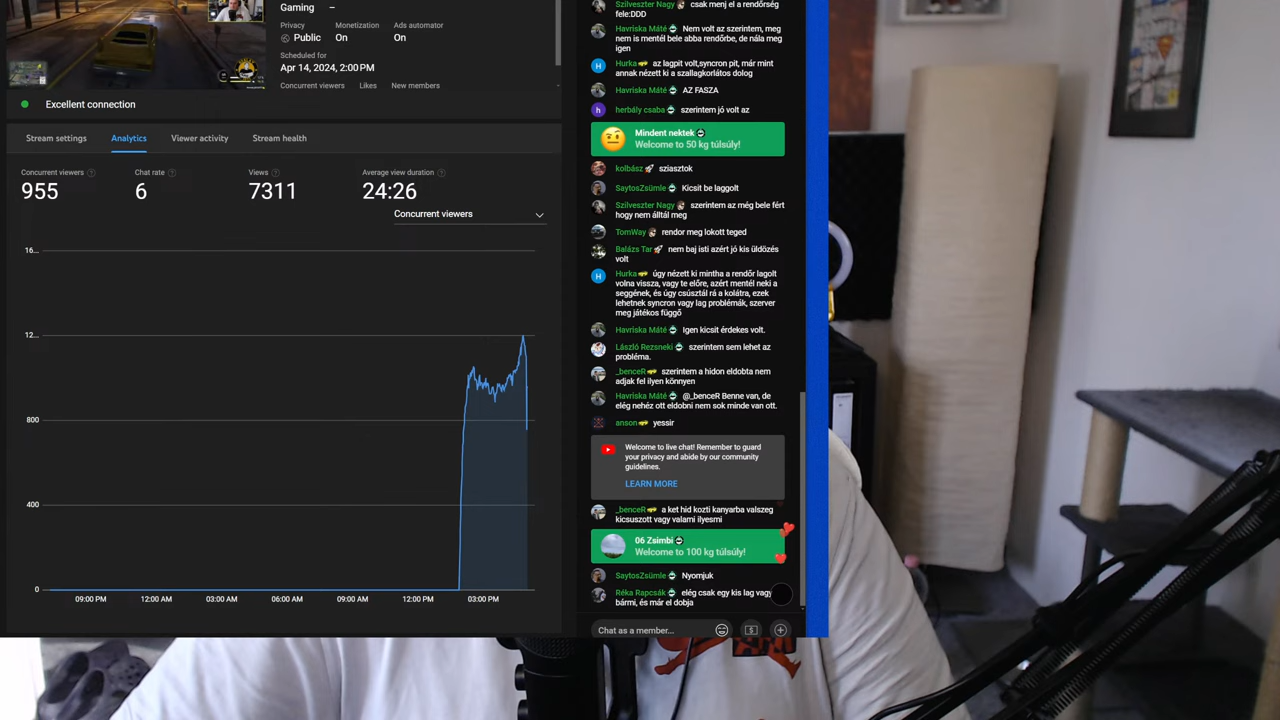 Gaming
–
Privacy
Monetization
Ads automator
Public
On
On
Scheduled for
Apr 14, 2024, 2:00 PM
Concurrent viewers
Likes
New members
Excellent connection
Stream settings
Analytics
Viewer activity
Stream health
Concurrent viewers
Chat rate
Views
Average view duration
955
6
7311
24:26
Concurrent viewers
16...
12...
800
400
0
09:00 PM
12:00 AM
03:00 AM
06:00 AM
09:00 AM
12:00 PM
03:00 PM
Szilveszter Nagy csak menj el a rendőrség
fele:DDD
Havriska Máté Nem volt az szerintem, meg
nem is mentél bele abba rendőrbe, de nála meg
igen
H
Hurka az lagpit volt,syncron pit, már mint
annak nézett ki a szallagkorlátos dolog
Havriska Máté AZ FASZA
h
herbály csaba szerintem jó volt az
Mindent nektek
Welcome to 50 kg túlsúly!
kolbász sziasztok
SaytosZsümle Kicsit be laggolt
Szilveszter Nagy szerintem az még bele fért
hogy nem álltál meg
TomWay rendor meg lokott teged
Balázs Tar nem baj isti azért jó kis üldözés
volt
H
Hurka úgy nézett ki mintha a rendőr lagolt
volna vissza, vagy te előre, azért mentél neki a
seggének, és úgy csúsztál rá a kolátra, ezek
lehetnek syncron vagy lag problémák, szerver
meg játékos függő
Havriska Máté Igen kicsit érdekes volt.
László Rezsneki szerintem sem lehet az
probléma.
_benceR szerintem a hidon eldobta nem
adjak fel ilyen könnyen
Havriska Máté @_benceR Benne van, de
elég nehéz ott eldobni nem sok minde van ott.
anson yessir
Welcome to live chat! Remember to guard
your privacy and abide by our community
guidelines.
LEARN MORE
_benceR a ket hid kozti kanyarba valszeg
kicsuszott vagy valami ilyesmi
06 Zsimbi
Welcome to 100 kg túlsúly!
SaytosZsümle Nyomjuk
Réka Rapcsák elég csak egy kis lag vagy
bármi, és már el dobja
Chat as a member...